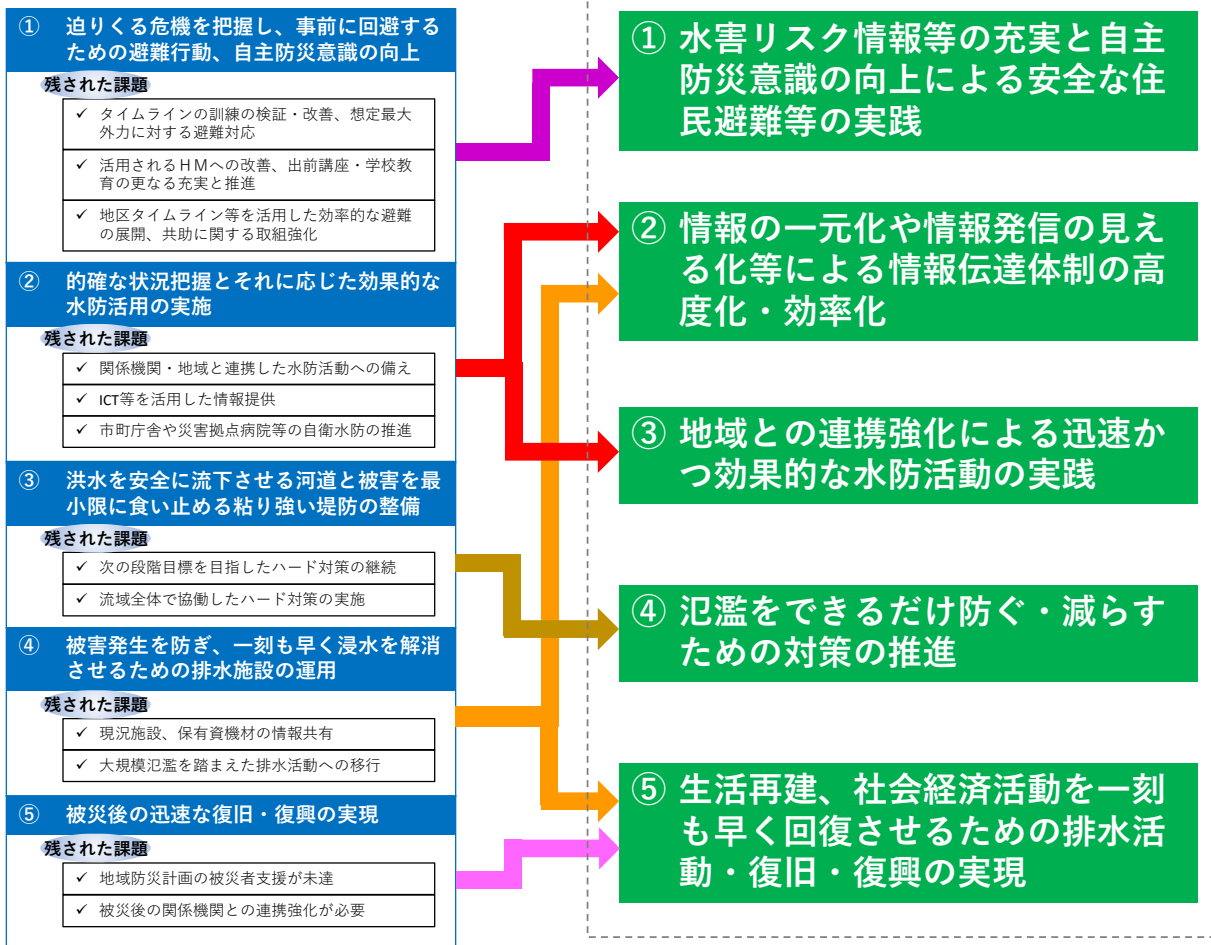 ① 迫りくる危機を把握し、事前に回避する
ための避難行動、自主防災意識の向上
残された課題
✓ タイムラインの訓練の検証・改善、想定最大
外力に対する避難対応
✓ 活用されるＨＭへの改善、出前講座・学校教
育の更なる充実と推進
✓ 地区タイムライン等を活用した効率的な避難
の展開、共助に関する取組強化
② 的確な状況把握とそれに応じた効果的な
水防活用の実施
残された課題
✓ 関係機関・地域と連携した水防活動への備え
✓ ICT等を活用した情報提供
✓ 市町庁舎や災害拠点病院等の自衛水防の推進
③ 洪水を安全に流下させる河道と被害を最
小限に食い止める粘り強い堤防の整備
残された課題
✓ 次の段階目標を目指したハード対策の継続
✓ 流域全体で協働したハード対策の実施
④ 被害発生を防ぎ、一刻も早く浸水を解消
させるための排水施設の運用
残された課題
✓ 現況施設、保有資機材の情報共有
✓ 大規模氾濫を踏まえた排水活動への移行
⑤ 被災後の迅速な復旧・復興の実現
残された課題
✓ 地域防災計画の被災者支援が未達
✓ 被災後の関係機関との連携強化が必要
① 水害リスク情報等の充実と自主
防災意識の向上による安全な住
民避難等の実践
② 情報の一元化や情報発信の見え
る化等による情報伝達体制の高
度化・効率化
③ 地域との連携強化による迅速か
つ効果的な水防活動の実践
④ 氾濫をできるだけ防ぐ・減らす
ための対策の推進
⑤ 生活再建、社会経済活動を一刻
も早く回復させるための排水活
動・復旧・復興の実現